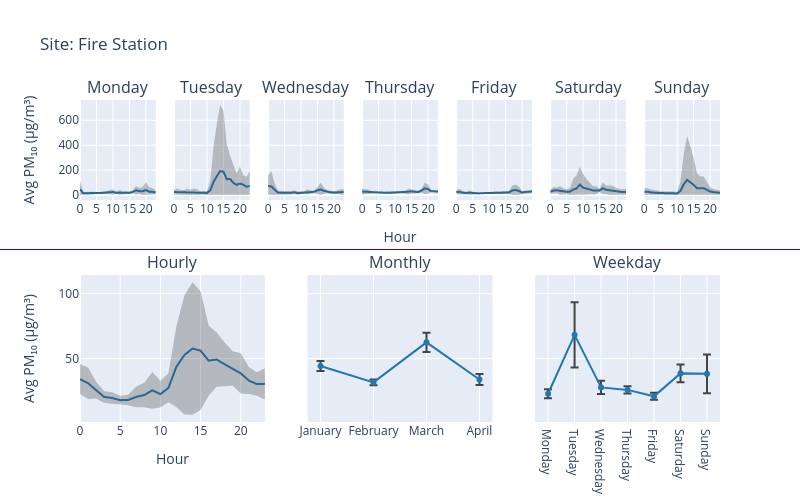 Site: Fire Station
Monday Tuesday Wednesday Thursday Friday Saturday Sunday
Avg PM₁₀ (µg/m³)
600
400
200
0
0 5 10 15 20 0 5 10 15 20 0 5 10 15 20 0 5 10 15 20 0 5 10 15 20 0 5 10 15 20 0 5 10 15 20
Hour
Hourly Monthly Weekday
Avg PM₁₀ (µg/m³)
100
50
0 5 10 15 20
Hour
January February March April
Monday
Tuesday
Wednesday
Thursday
Friday
Saturday
Sunday